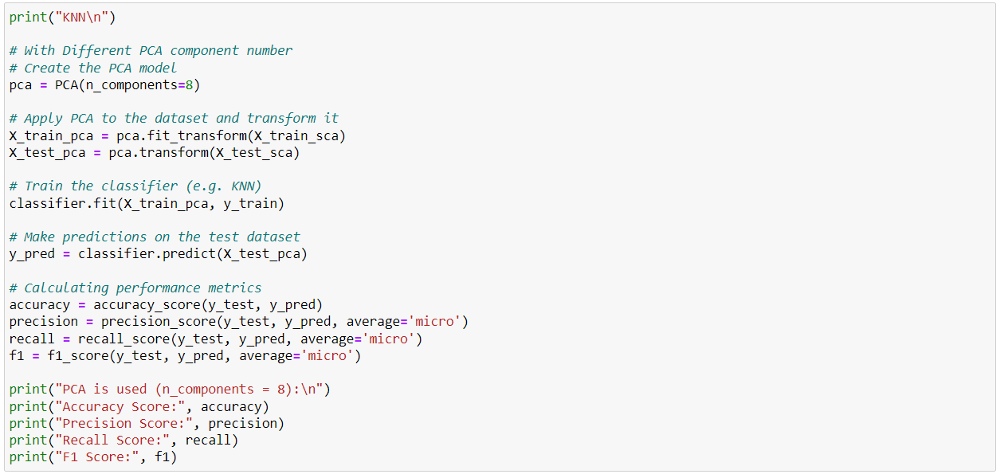 print("KNN\n")
# With Different PCA component number
# Create the PCA model
pca = PCA(n_components=8)
# Apply PCA to the dataset and transform it
X_train_pca = pca.fit_transform(X_train_sca)
X_test_pca = pca.transform(X_test_sca)
# Train the classifier (e.g. KNN)
classifier.fit(X_train_pca, y_train)
# Make predictions on the test dataset
y_pred = classifier.predict(X_test_pca)
# Calculating performance metrics
accuracy = accuracy_score(y_test, y_pred)
precision = precision_score(y_test, y_pred, average='micro')
recall = recall_score(y_test, y_pred, average='micro')
f1 = f1_score(y_test, y_pred, average='micro')
print("PCA is used (n_components = 8):\n")
print("Accuracy Score:", accuracy)
print("Precision Score:", precision)
print("Recall Score:", recall)
print("F1 Score:", f1)